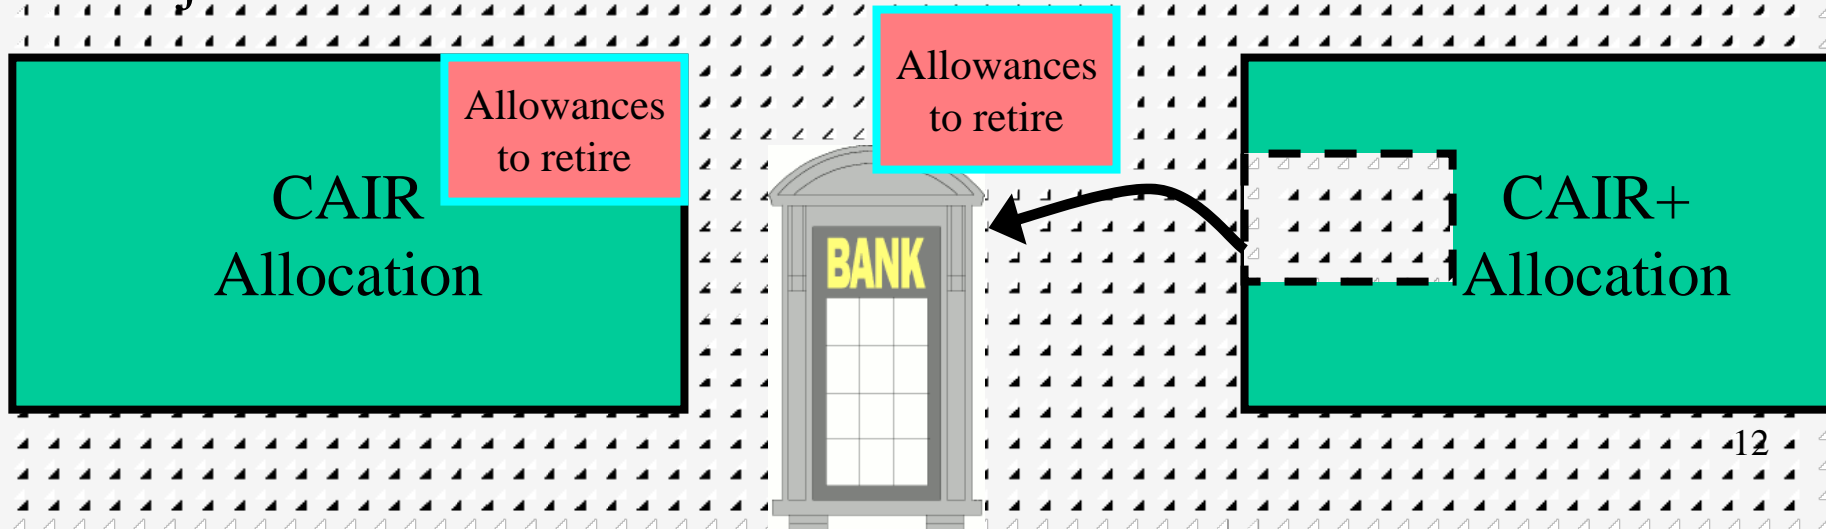 Allowances
to retire
CAIR
Allocation
Allowances
to retire
BANK
CAIR+
Allocation
12